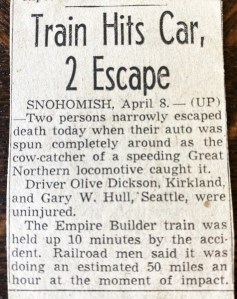 Train Hits Car,
2 Escape
SNOHOMISH, April 8. — (UP)
—Two persons narrowly escaped
death today when their auto was
spun completely around as the
cow-catcher of a speeding Great
Northern locomotive caught it.
Driver Olive Dickson, Kirkland,
and Gary W. Hull, Seattle, were
uninjured.
The Empire Builder train was
held up 10 minutes by the acci-
dent. Railroad men said it was
doing an estimated 50 miles an
hour at the moment of impact.